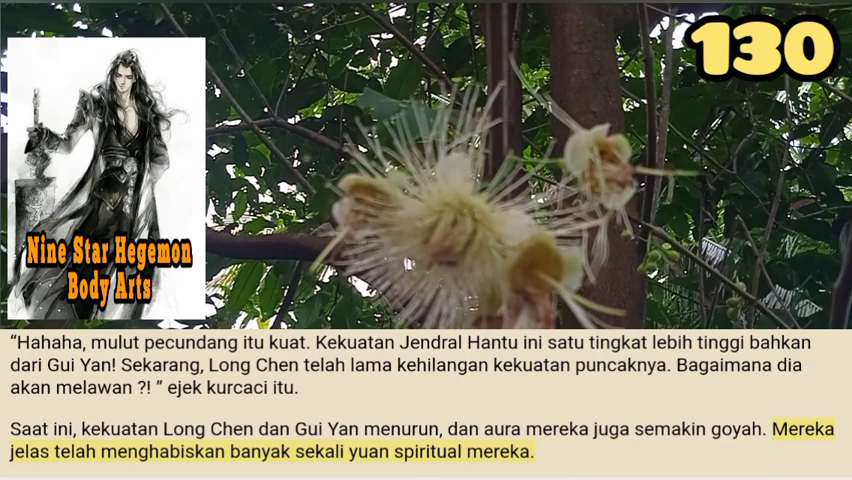 130
Nine Star Hegemon
Body Arts
“Hahaha, mulut pecundang itu kuat. Kekuatan Jendral Hantu ini satu tingkat lebih tinggi bahkan
dari Gui Yan! Sekarang, Long Chen telah lama kehilangan kekuatan puncaknya. Bagaimana dia
akan melawan ?! ” ejek kurcaci itu.
Saat ini, kekuatan Long Chen dan Gui Yan menurun, dan aura mereka juga semakin goyah. Mereka
jelas telah menghabiskan banyak sekali yuan spiritual mereka.